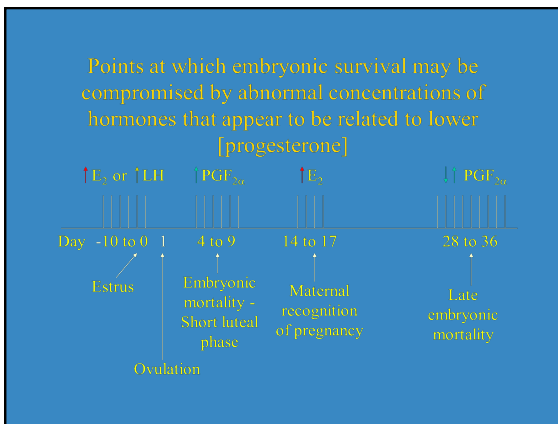 Points at which embryonic survival may be
compromised by abnormal concentrations of
hormones that appear to be related to lower
[progesterone]
↑E₂ or ↑LH ↑PGF₂α ↑E₂ ↓↑ PGF₂α
Day -10 to 0 1 4 to 9 14 to 17 28 to 36
Estrus
Ovulation
Embryonic
mortality -
Short luteal
phase
Maternal
recognition
of pregnancy
Late
embryonic
mortality